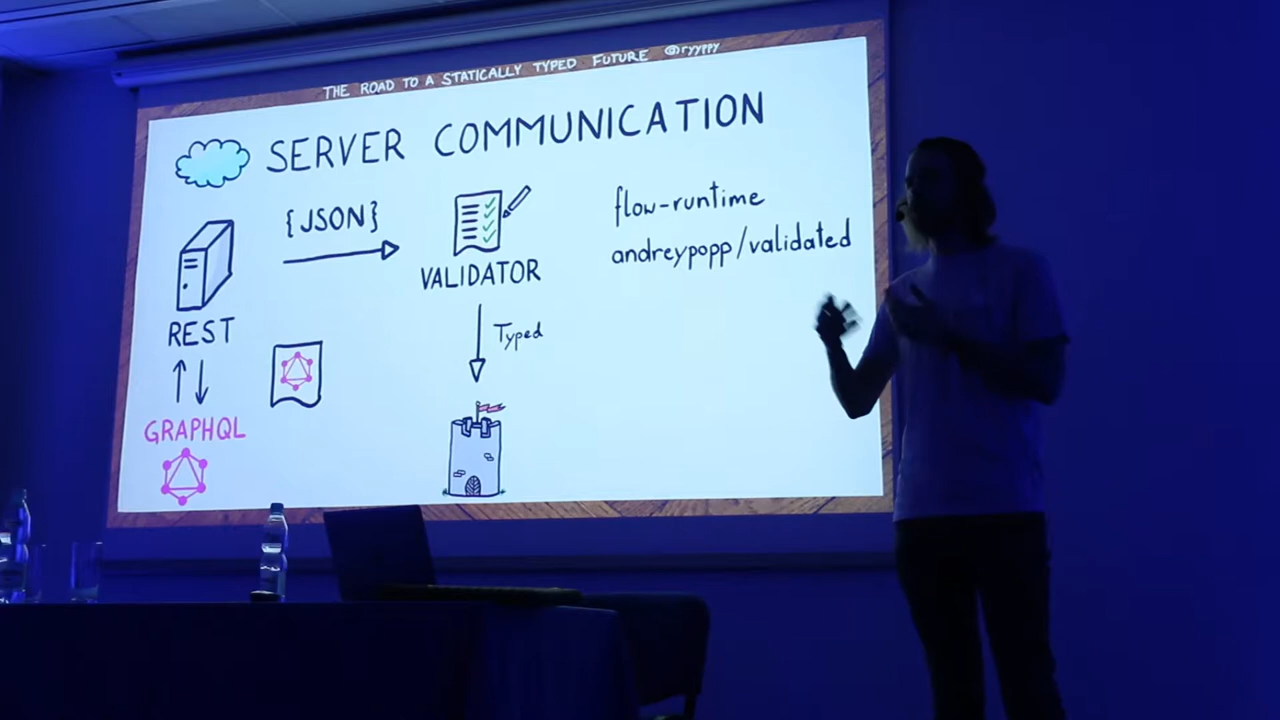 THE ROAD TO A STATICALLY TYPED FUTURE @ryyppy
SERVER COMMUNICATION
{JSON}
flow-runtime
andreypopp/validated
VALIDATOR
REST
Typed
GRAPHQL